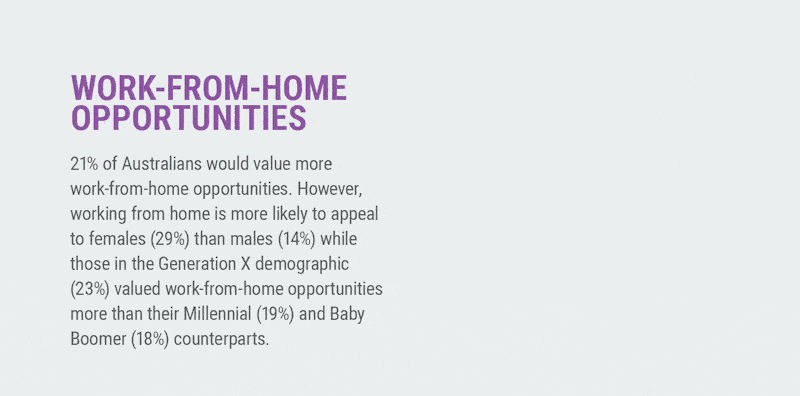 WORK-FROM-HOME
OPPORTUNITIES
21% of Australians would value more
work-from-home opportunities. However,
working from home is more likely to appeal
to females (29%) than males (14%) while
those in the Generation X demographic
(23%) valued work-from-home opportunities
more than their Millennial (19%) and Baby
Boomer (18%) counterparts.